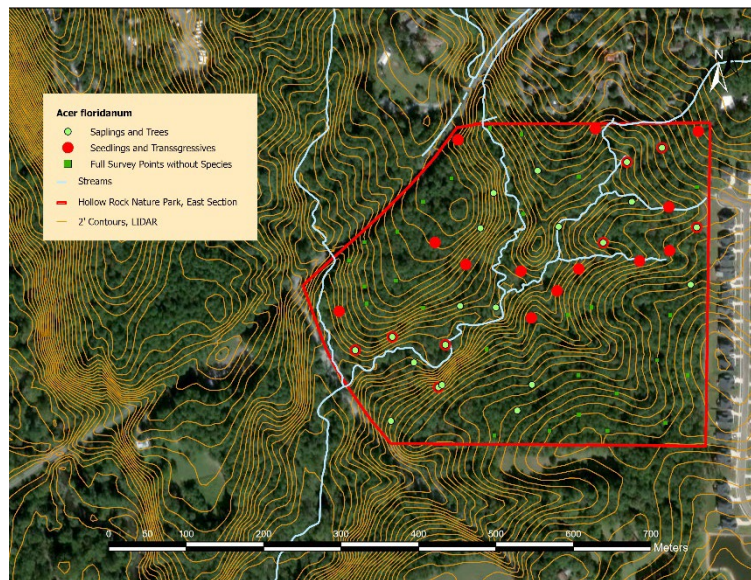 N
Acer floridanum
Saplings and Trees
Seedlings and Transsgressives
Full Survey Points without Species
Streams
Hollow Rock Nature Park, East Section
2' Contours, LIDAR
0 50 100 200 300 400 500 600 700
Meters